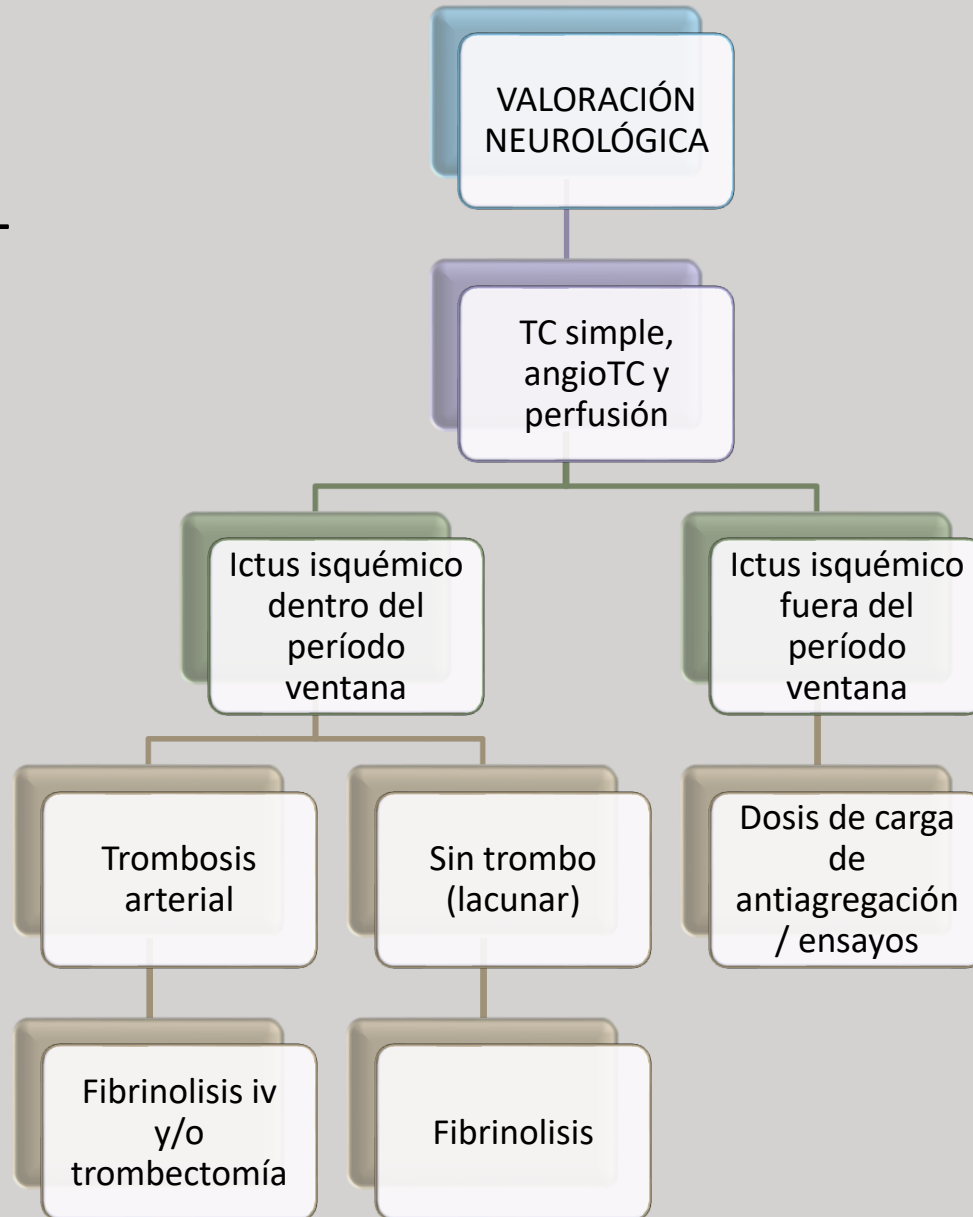 VALORACIÓN
NEUROLÓGICA
TC simple,
angioTC y
perfusión
Ictus isquémico
dentro del
período
ventana
Ictus isquémico
fuera del
período
ventana
Trombosis
arterial
Sin trombo
(lacunar)
Dosis de carga
de
antiagregación
/ ensayos
Fibrinolisis iv
y/o
trombectomía
Fibrinolisis